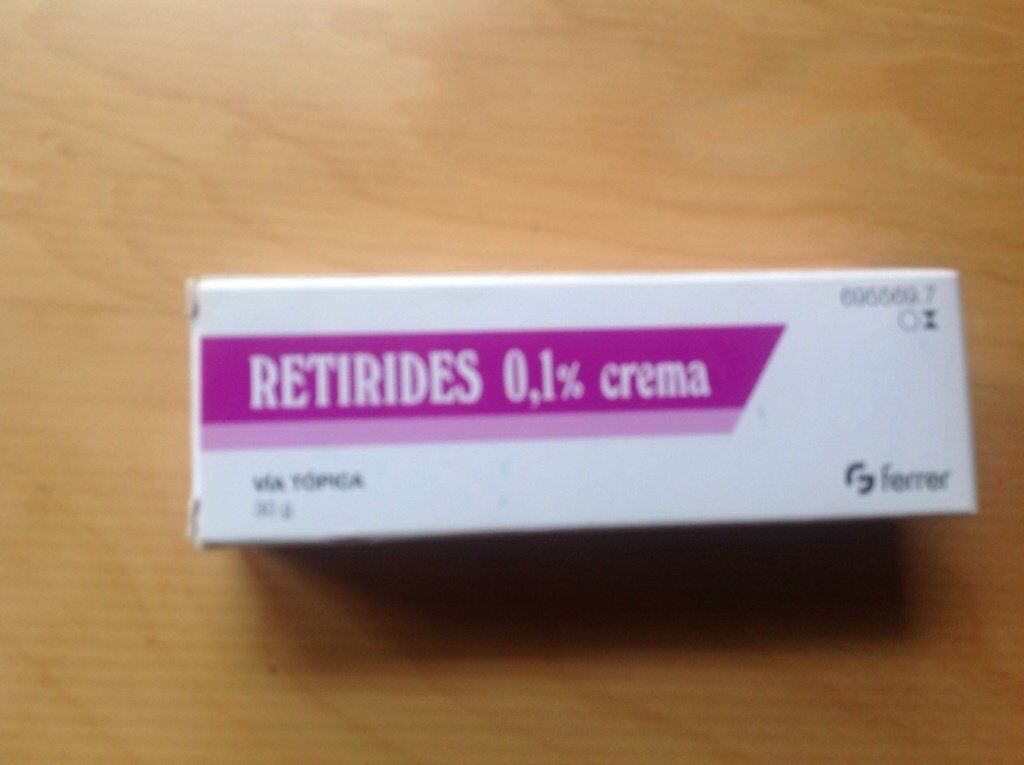 695569.7
RETIRIDES 0,1% crema
VÍA TÓPICA
30 g
ferrer